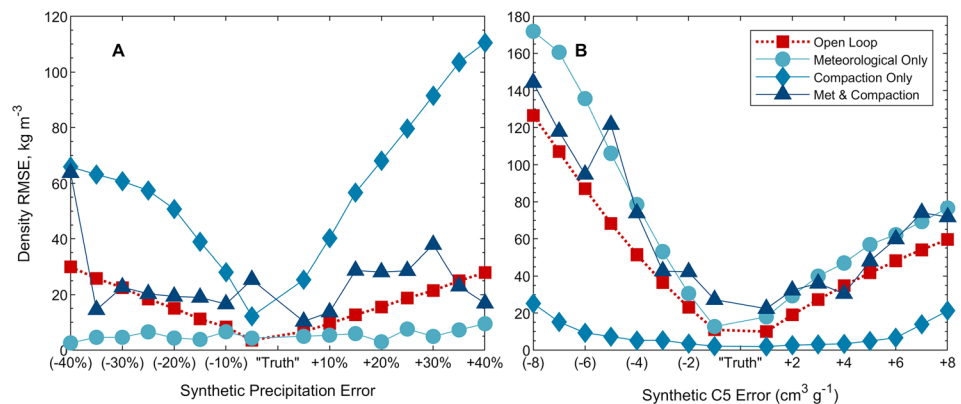 A
Density RMSE, kg m-3
120
100
80
60
40
20
0
(-40%) (-30%) (-20%) (-10%) "Truth" +10% +20% +30% +40%
Synthetic Precipitation Error
B
180
160
140
120
100
80
60
40
20
0
(-8) (-6) (-4) (-2) "Truth" +2 +4 +6 +8
Synthetic C5 Error (cm³ g⁻¹)
Open Loop
Meteorological Only
Compaction Only
Met & Compaction